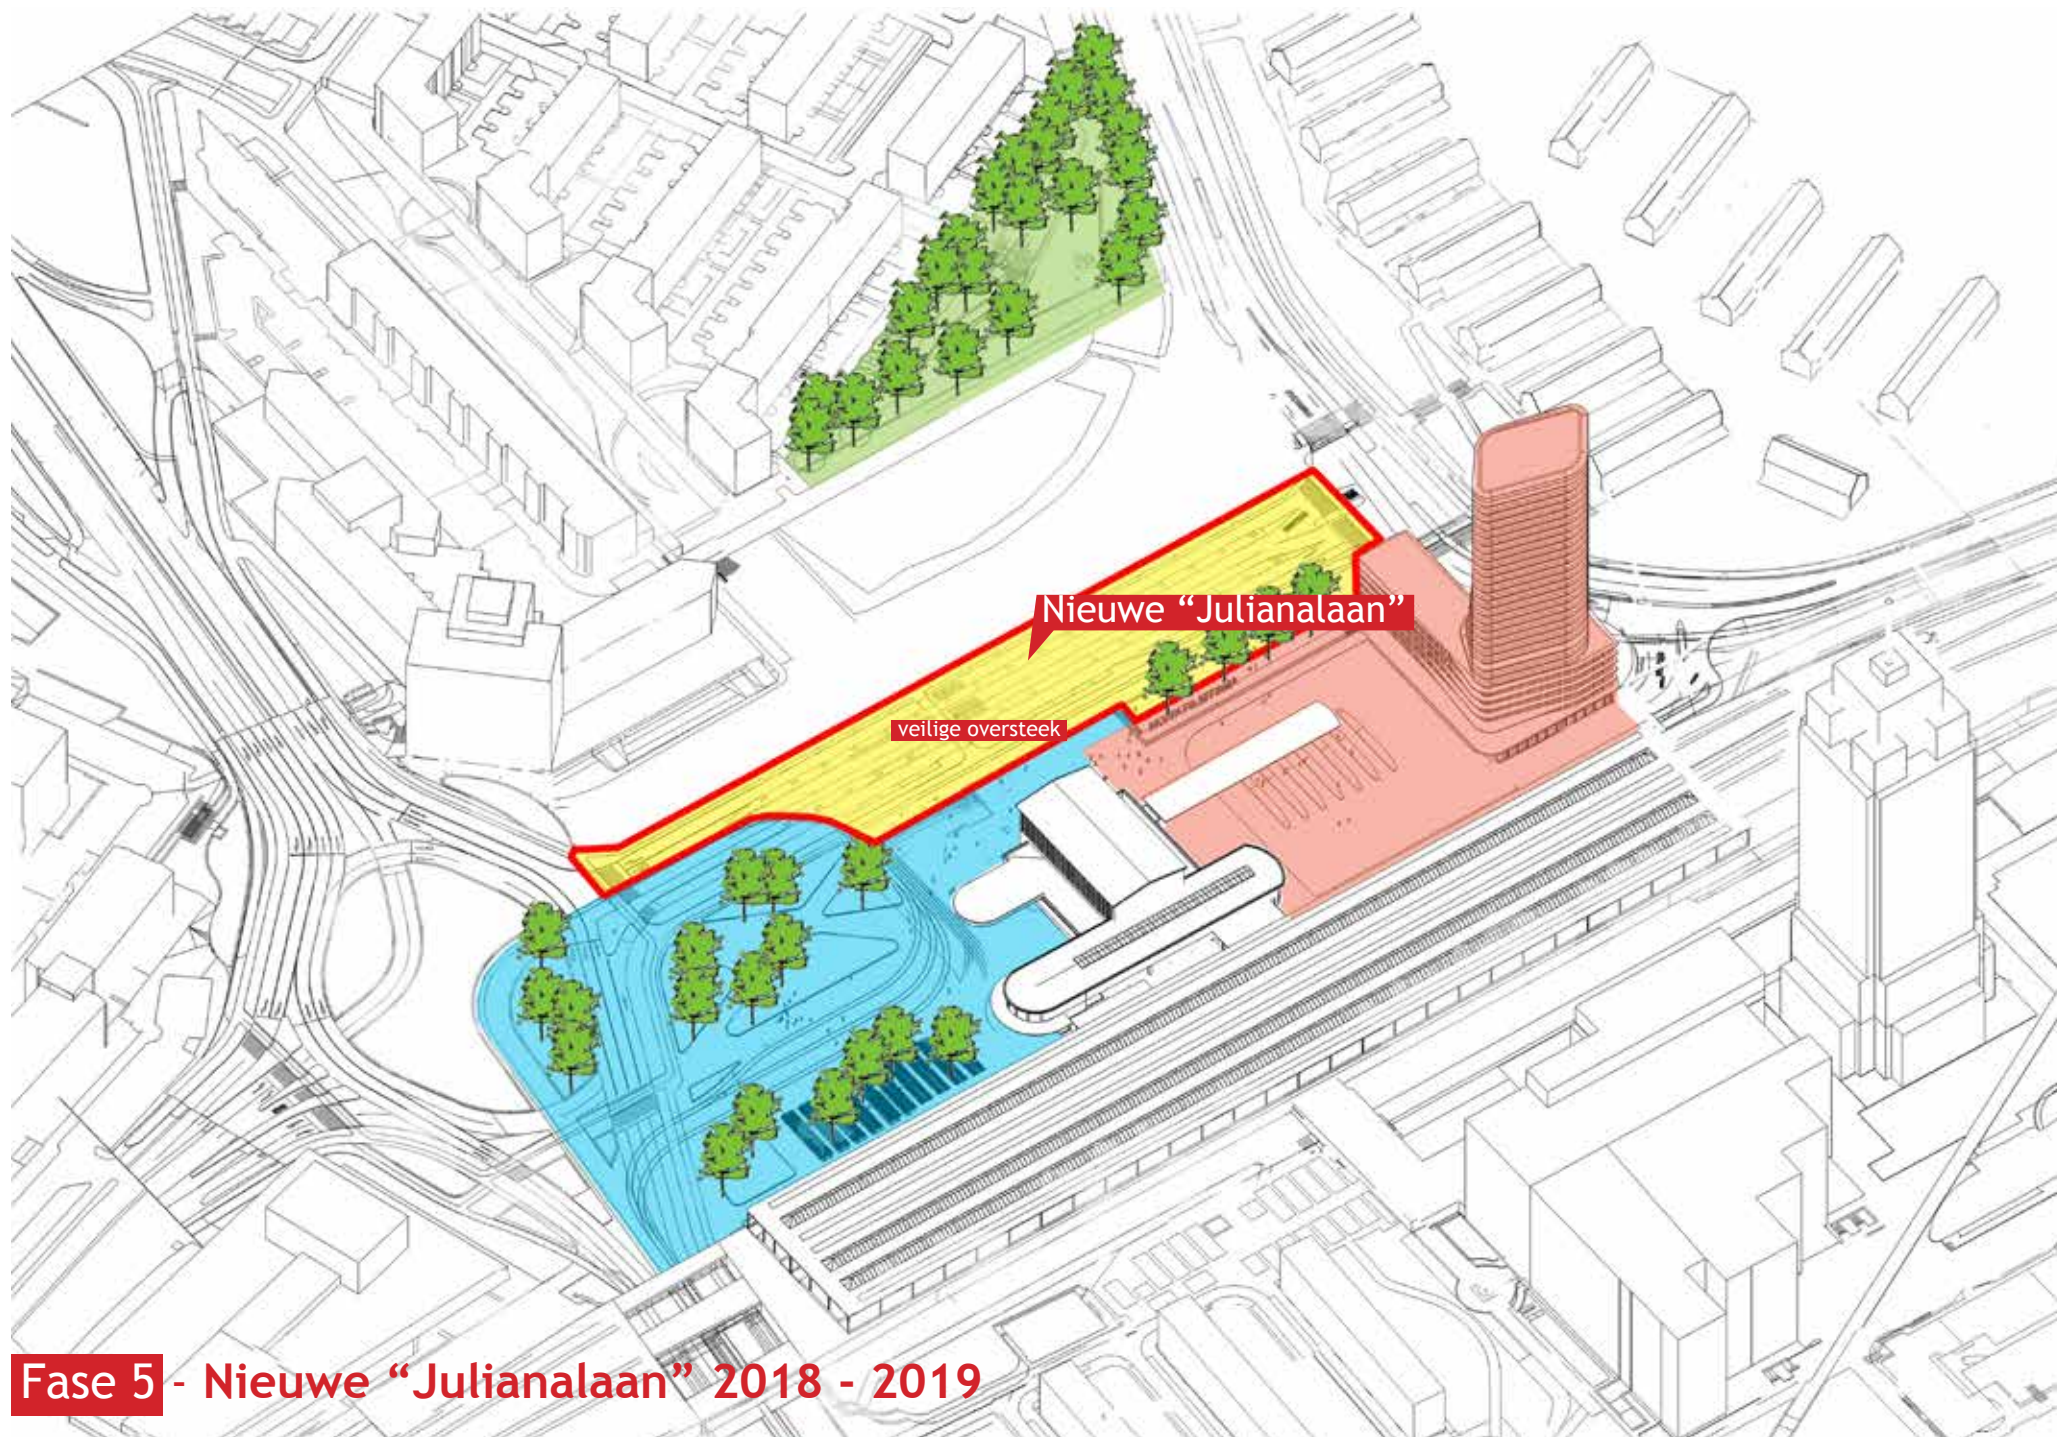 Nieuwe “Julianalaan”
veilige oversteek
Fase 5 - Nieuwe “Julianalaan” 2018 - 2019